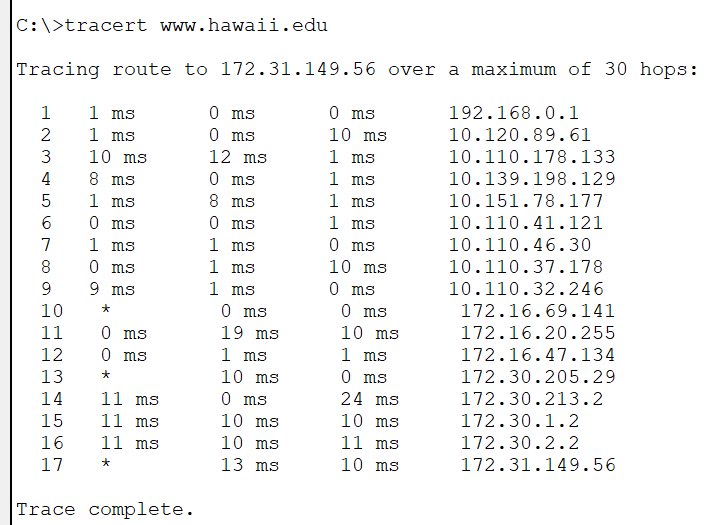 C:\>tracert www.hawaii.edu
Tracing route to 172.31.149.56 over a maximum of 30 hops:
1 1 ms 0 ms 0 ms 192.168.0.1
2 1 ms 0 ms 10 ms 10.120.89.61
3 10 ms 12 ms 1 ms 10.110.178.133
4 8 ms 0 ms 1 ms 10.139.198.129
5 1 ms 8 ms 1 ms 10.151.78.177
6 0 ms 0 ms 1 ms 10.110.41.121
7 1 ms 1 ms 0 ms 10.110.46.30
8 0 ms 1 ms 10 ms 10.110.37.178
9 9 ms 1 ms 0 ms 10.110.32.246
10 * 0 ms 0 ms 172.16.69.141
11 0 ms 19 ms 10 ms 172.16.20.255
12 0 ms 1 ms 1 ms 172.16.47.134
13 * 10 ms 0 ms 172.30.205.29
14 11 ms 0 ms 24 ms 172.30.213.2
15 11 ms 10 ms 10 ms 172.30.1.2
16 11 ms 10 ms 11 ms 172.30.2.2
17 * 13 ms 10 ms 172.31.149.56
Trace complete.